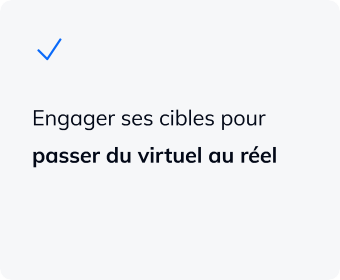 Engager ses cibles pour
passer du virtuel au réel